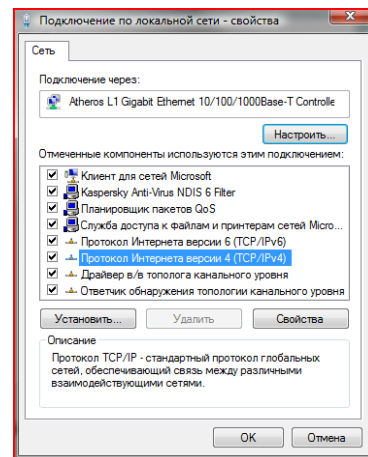 Подключение по локальной сети - свойства
Сеть
Подключение через:
Atheros L1 Gigabit Ethernet 10/100/1000Base-T Controlle
Настроить...
Отмеченные компоненты используются этим подключением:
Клиент для сетей Microsoft
Kaspersky Anti-Virus NDIS 6 Filter
Планировщик пакетов QoS
Служба доступа к файлам и принтерам сетей Micro...
Протокол Интернета версии 6 (TCP/IPv6)
Протокол Интернета версии 4 (TCP/IPv4)
Драйвер в/в тополога канального уровня
Ответчик обнаружения топологии канального уровня
Установить... Удалить Свойства
Описание
Протокол TCP/IP - стандартный протокол глобальных
сетей, обеспечивающий связь между различными
взаимодействующими сетями.
OK Отмена